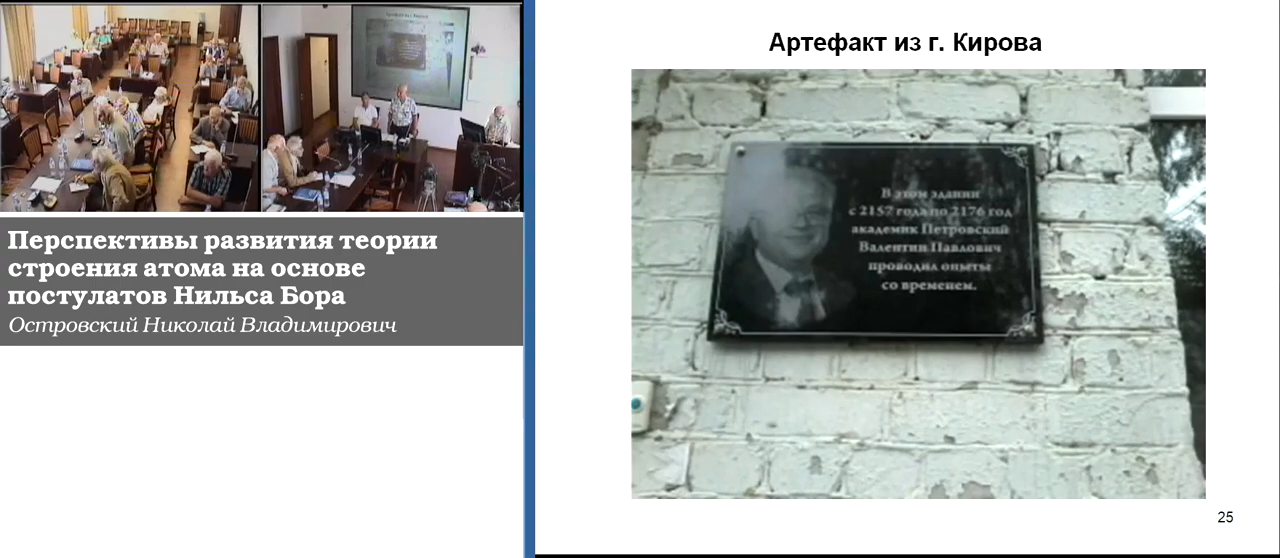 Перспективы развития теории
строения атома на основе
постулатов Нильса Бора
Островский Николай Владимирович
Артефакт из г. Кирова
В этом здании
с 2157 года по 2176 год
академик Петровский
Валентин Павлович
проводил опыты
со временем.
25